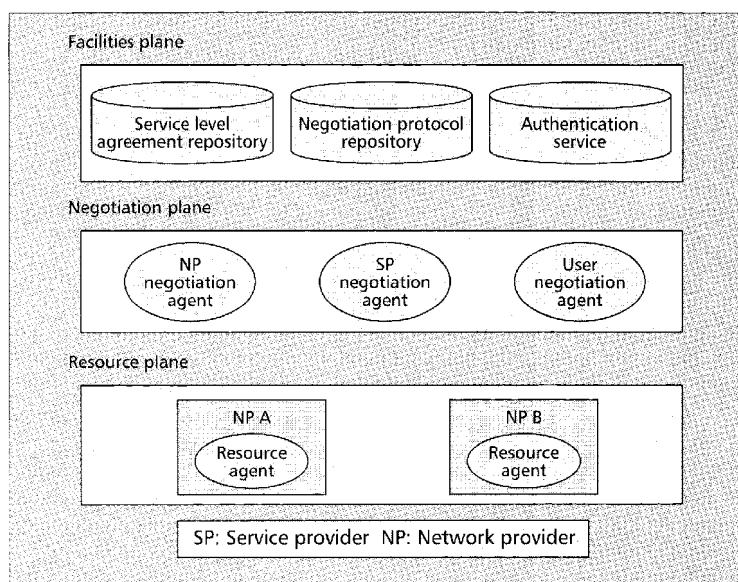 Facilities plane
Service level
agreement repository
Negotiation protocol
repository
Authentication
service
Negotiation plane
NP
negotiation
agent
SP
negotiation
agent
User
negotiation
agent
Resource plane
NP A
Resource
agent
NP B
Resource
agent
SP: Service provider NP: Network provider